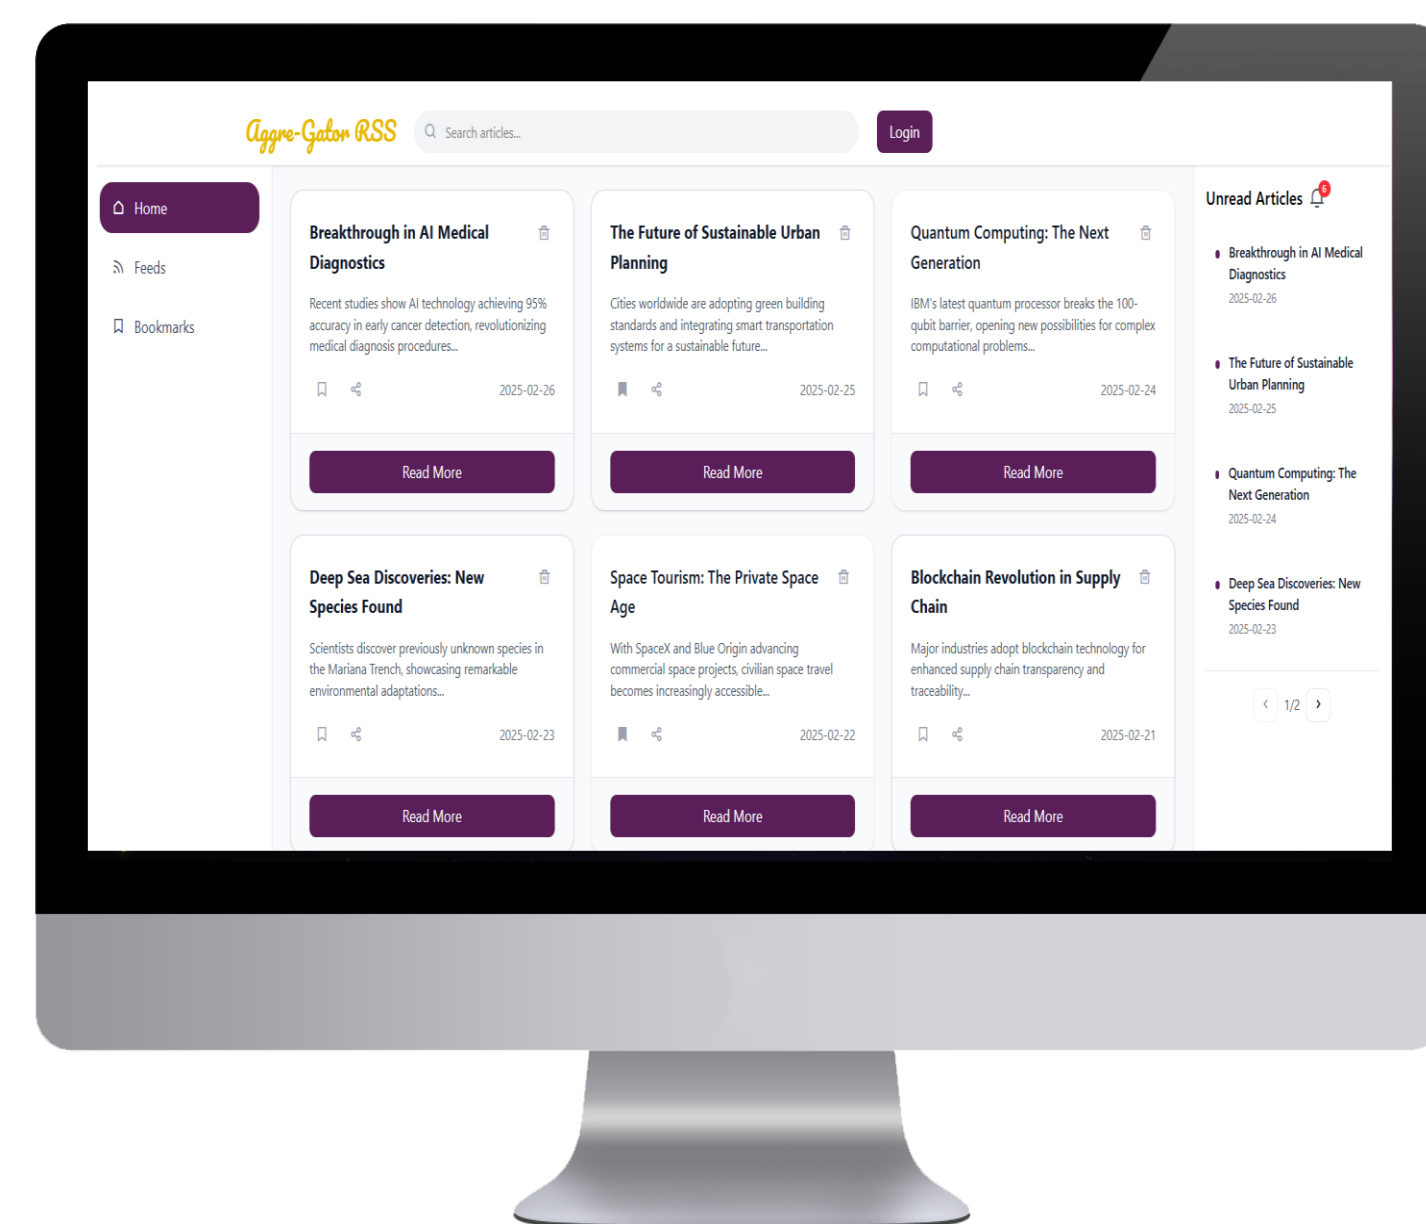 Aggre-Gator RSS
Search articles...
Login
Home
Feeds
Bookmarks
Breakthrough in AI Medical
Diagnostics
Recent studies show AI technology achieving 95%
accuracy in early cancer detection, revolutionizing
medical diagnosis procedures...
2025-02-26
Read More
The Future of Sustainable Urban
Planning
Cities worldwide are adopting green building
standards and integrating smart transportation
systems for a sustainable future...
2025-02-25
Read More
Quantum Computing: The Next
Generation
IBM's latest quantum processor breaks the 100-
qubit barrier, opening new possibilities for complex
computational problems...
2025-02-24
Read More
Deep Sea Discoveries: New
Species Found
Scientists discover previously unknown species in
the Mariana Trench, showcasing remarkable
environmental adaptations...
2025-02-23
Read More
Space Tourism: The Private Space
Age
With SpaceX and Blue Origin advancing
commercial space projects, civilian space travel
becomes increasingly accessible...
2025-02-22
Read More
Blockchain Revolution in Supply
Chain
Major industries adopt blockchain technology for
enhanced supply chain transparency and
traceability...
2025-02-21
Read More
Unread Articles 6
Breakthrough in AI Medical
Diagnostics
2025-02-26
The Future of Sustainable
Urban Planning
2025-02-25
Quantum Computing: The
Next Generation
2025-02-24
Deep Sea Discoveries: New
Species Found
2025-02-23
1/2